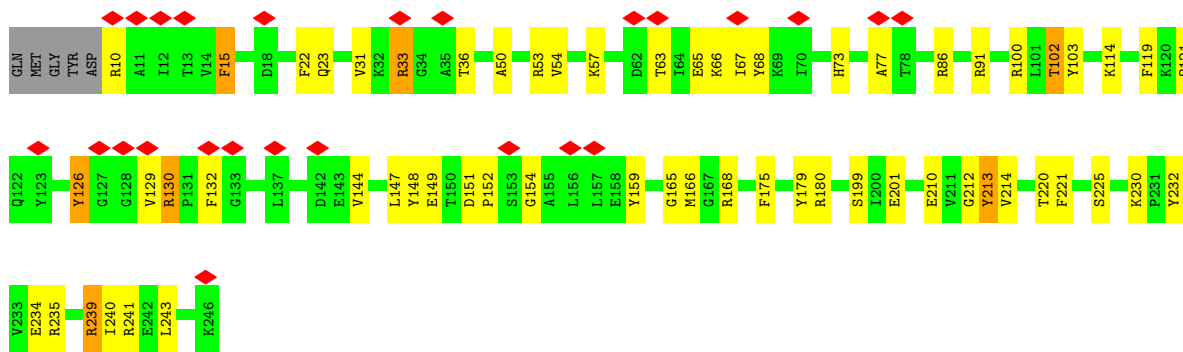 GLN MET GLY TYR ASP R10 A11 I12 T13 V14 F15 D18 F22 Q23 V31 K32 R33 G34 A35 T36 A50 R53 V54 K57 D62 T63 I64 E65 K66 I67 Y68 K69 I70 H73 A77 T78 R86 R91 R100 L101 T102 Y103 K114 F119 K120
Q122 Y123 Y126 G127 G128 V129 R130 P131 F132 G133 L137 D142 E143 V144 L147 Y148 E149 T150 D151 P152 S153 G154 A155 L156 L157 E158 Y159 G165 M166 G167 R168 F175 Y179 R180 S199 I200 E201 E210 V211 G212 Y213 V214 T220 F221 S225 K230 P231 Y232
V233 E234 R235 R239 I240 R241 E242 L243 K246